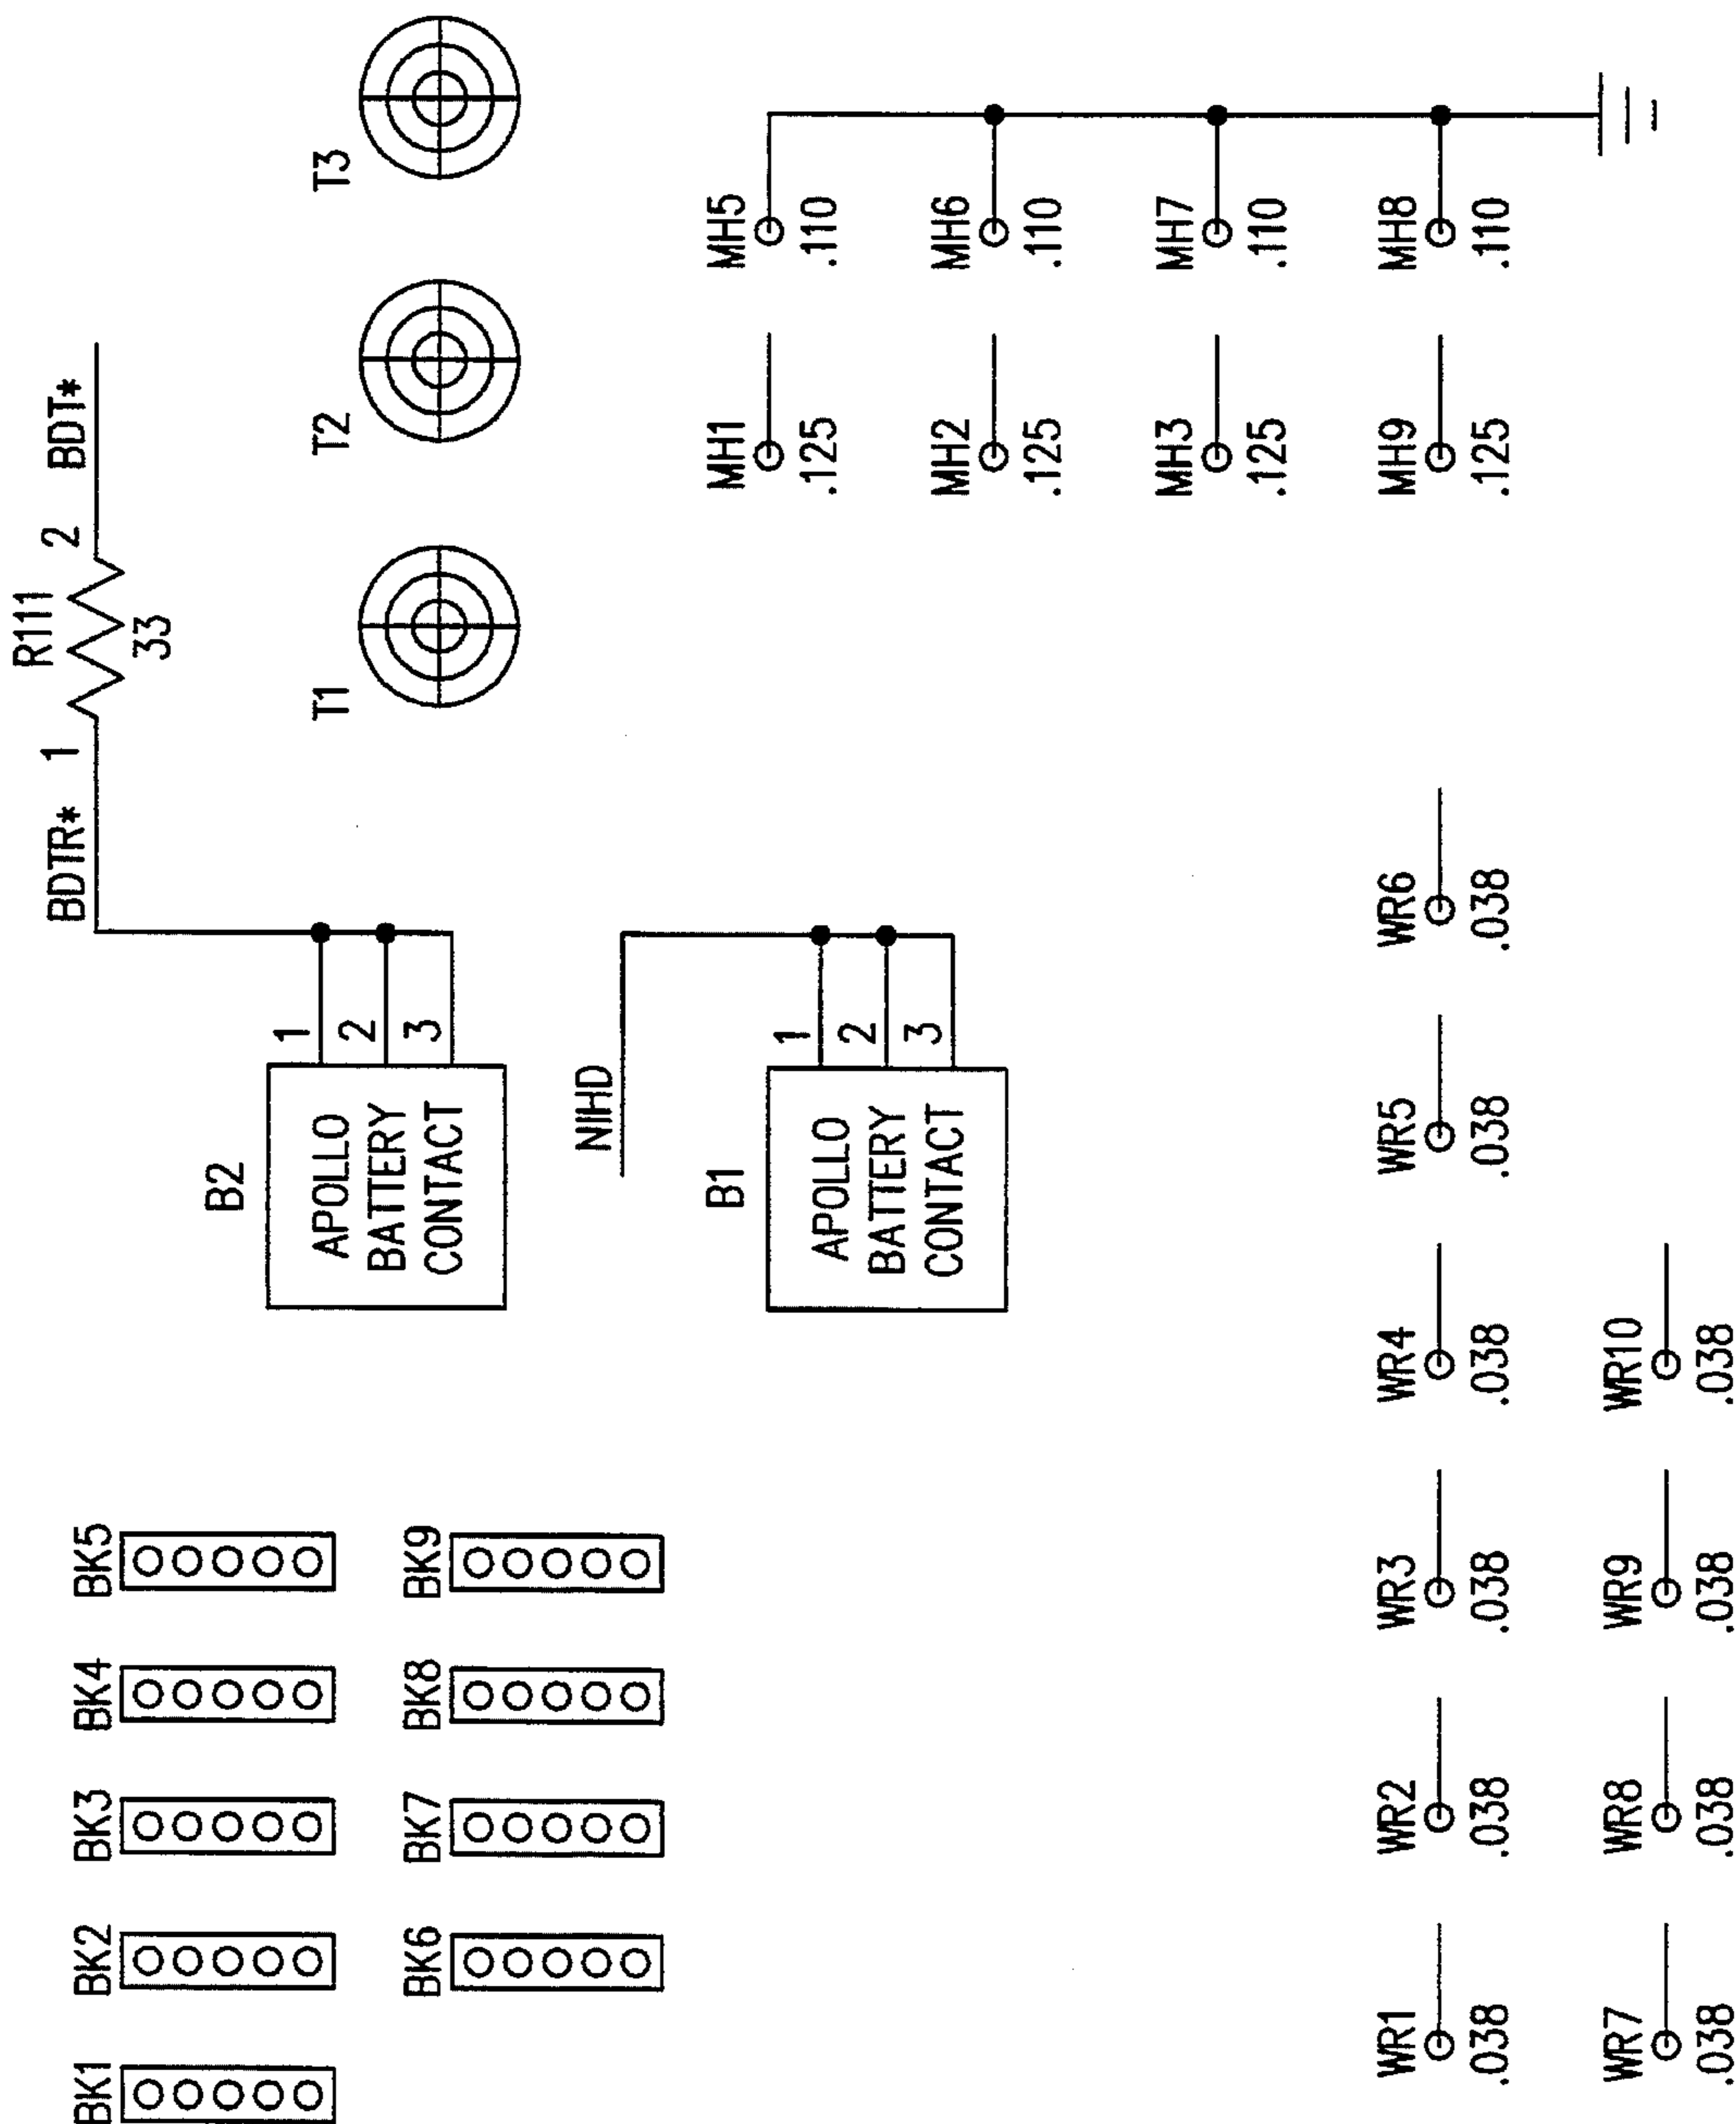 BK1 BK2 BK3 BK4 BK5
BK6 BK7 BK8 BK9
R111
BDTR* 1 2 BDT*
33
B2
APOLLO
BATTERY
CONTACT
1
2
3
T1 T2 T3
NIHD
B1
APOLLO
BATTERY
CONTACT
1
2
3
MH1 MH5
.125 .110
MH2 MH6
.125 .110
MH3 MH7
.125 .110
MH9 MH8
.125 .110
WR1 WR2 WR3 WR4 WR5 WR6
.038 .038 .038 .038 .038 .038
WR7 WR8 WR9 WR10
.038 .038 .038 .038